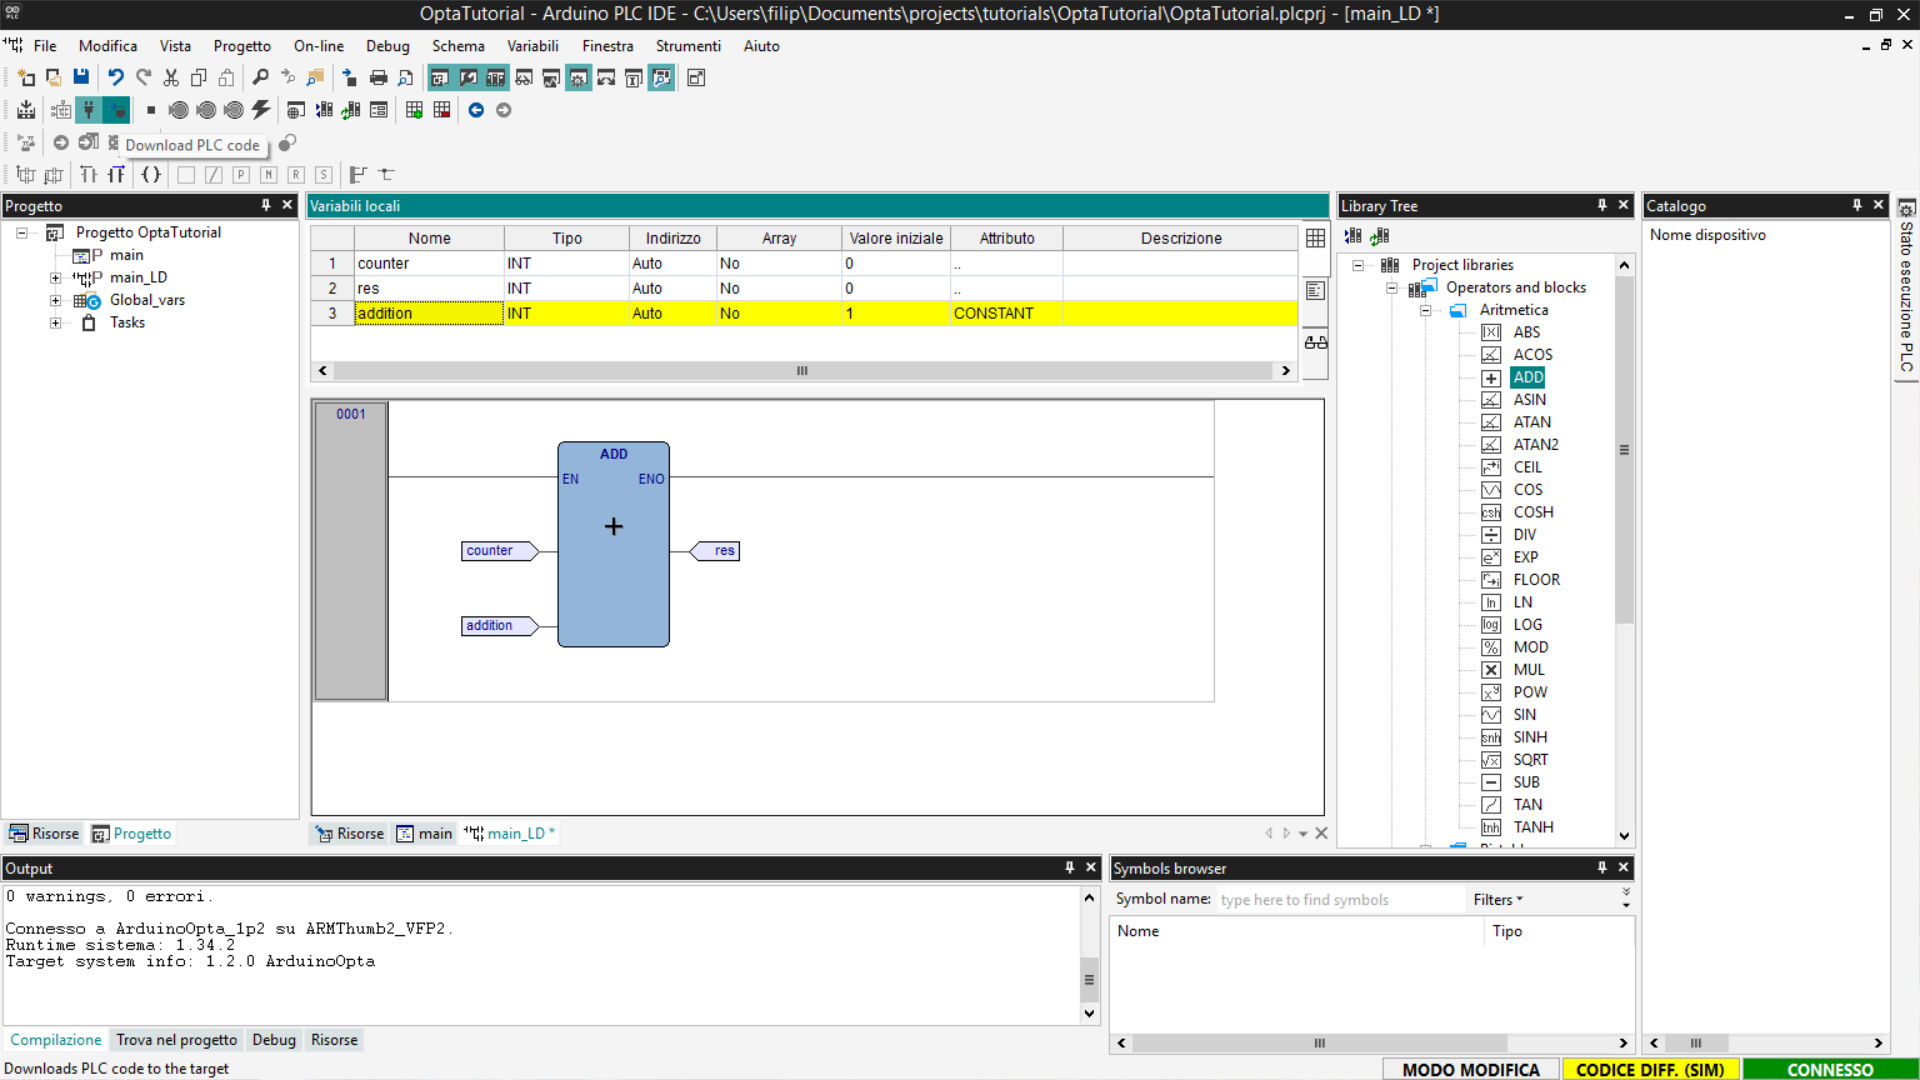 OptaTutorial - Arduino PLC IDE - C:\Users\filip\Documents\projects\tutorials\OptaTutorial\OptaTutorial.plcprj - [main_LD *]
File Modifica Vista Progetto On-line Debug Schema Variabili Finestra Strumenti Aiuto
Download PLC code
P N R S
Progetto
Progetto OptaTutorial
main
main_LD
Global_vars
Tasks
Risorse Progetto
Variabili locali
Nome Tipo Indirizzo Array Valore iniziale Attributo Descrizione
1 counter INT Auto No 0 ..
2 res INT Auto No 0 ..
3 addition INT Auto No 1 CONSTANT
0001
ADD
EN ENO
counter res
addition
Risorse main main_LD *
Library Tree
Project libraries
Operators and blocks
Aritmetica
ABS
ACOS
ADD
ASIN
ATAN
ATAN2
CEIL
COS
csh COSH
DIV
EXP
FLOOR
ln LN
log LOG
% MOD
MUL
POW
SIN
snh SINH
SQRT
SUB
TAN
tnh TANH
Catalogo
Nome dispositivo
Stato esecuzione PLC
Output
0 warnings, 0 errori.
Connesso a ArduinoOpta_1p2 su ARMThumb2_VFP2.
Runtime sistema: 1.34.2
Target system info: 1.2.0 ArduinoOpta
Compilazione Trova nel progetto Debug Risorse
Symbols browser
Symbol name: type here to find symbols Filters
Nome Tipo
Downloads PLC code to the target
MODO MODIFICA CODICE DIFF. (SIM) CONNESSO